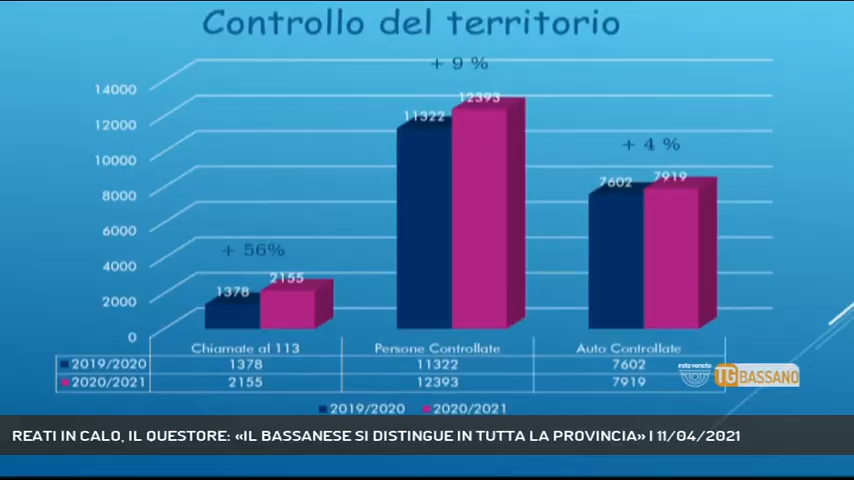 Controllo del territorio
+ 9 %
14000
12393
11322
12000
+ 4 %
10000
8000
7602
7919
6000
+ 56%
4000
1378
2155
2000
0
Chiamate al 113 Persone Controllate Auto Controllate
2019/2020 1378 11322 7602
2020/2021 2155 12393 7919
rete veneta
TG BASSANO
2019/2020 2020/2021
REATI IN CALO, IL QUESTORE: «IL BASSANESE SI DISTINGUE IN TUTTA LA PROVINCIA» | 11/04/2021